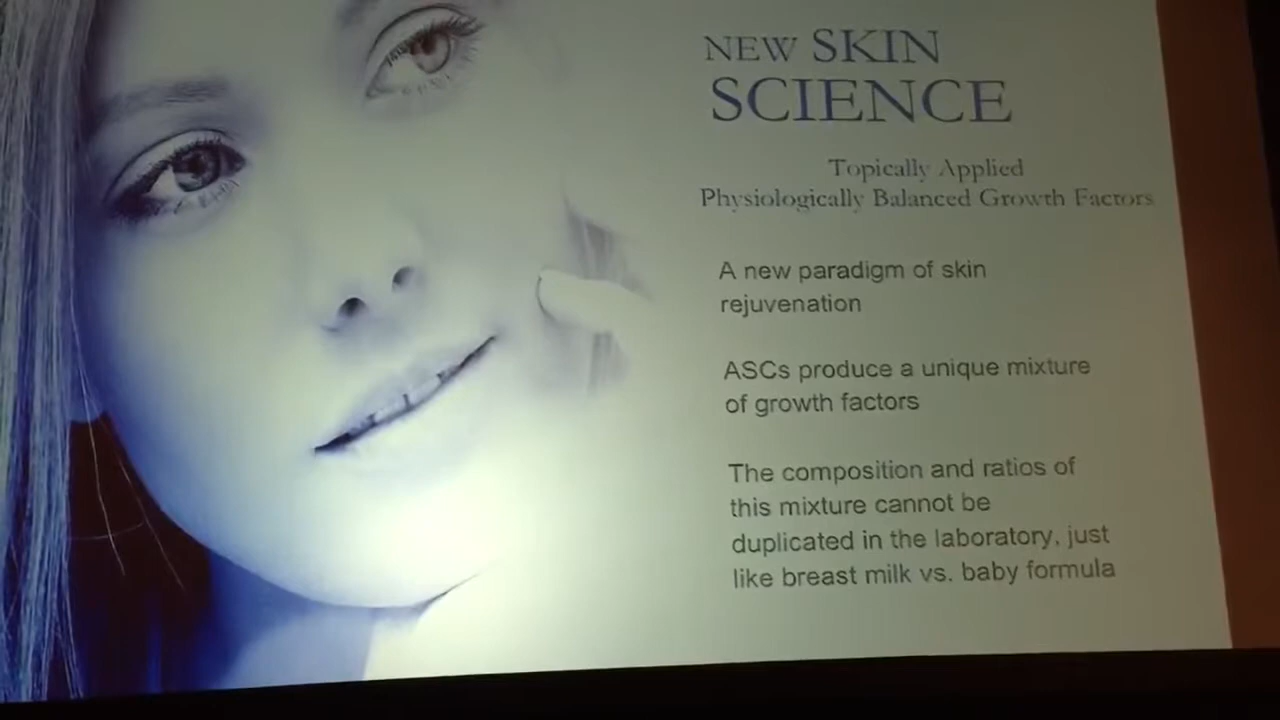 NEW SKIN
SCIENCE
Topically Applied
Physiologically Balanced Growth Factors
A new paradigm of skin
rejuvenation
ASCs produce a unique mixture
of growth factors
The composition and ratios of
this mixture cannot be
duplicated in the laboratory, just
like breast milk vs. baby formula